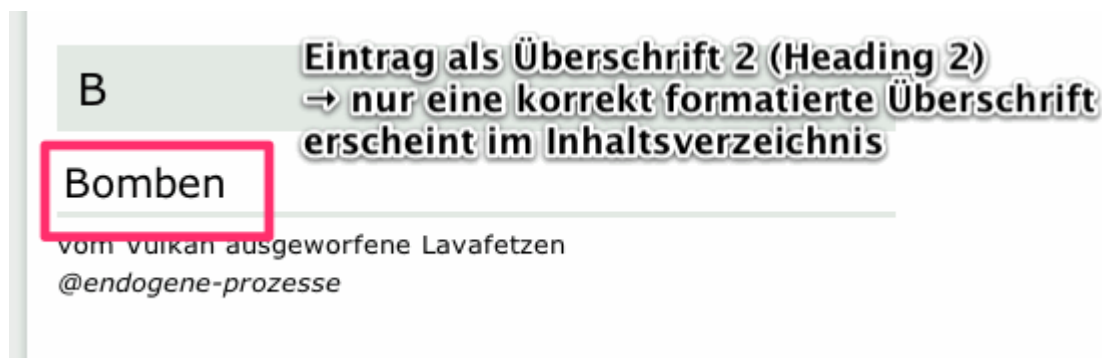 B
Eintrag als Überschrift 2 (Heading 2)
→ nur eine korrekt formatierte Überschrift
erscheint im Inhaltsverzeichnis
Bomben
vom Vulkan ausgeworfene Lavafetzen
@endogene-prozesse